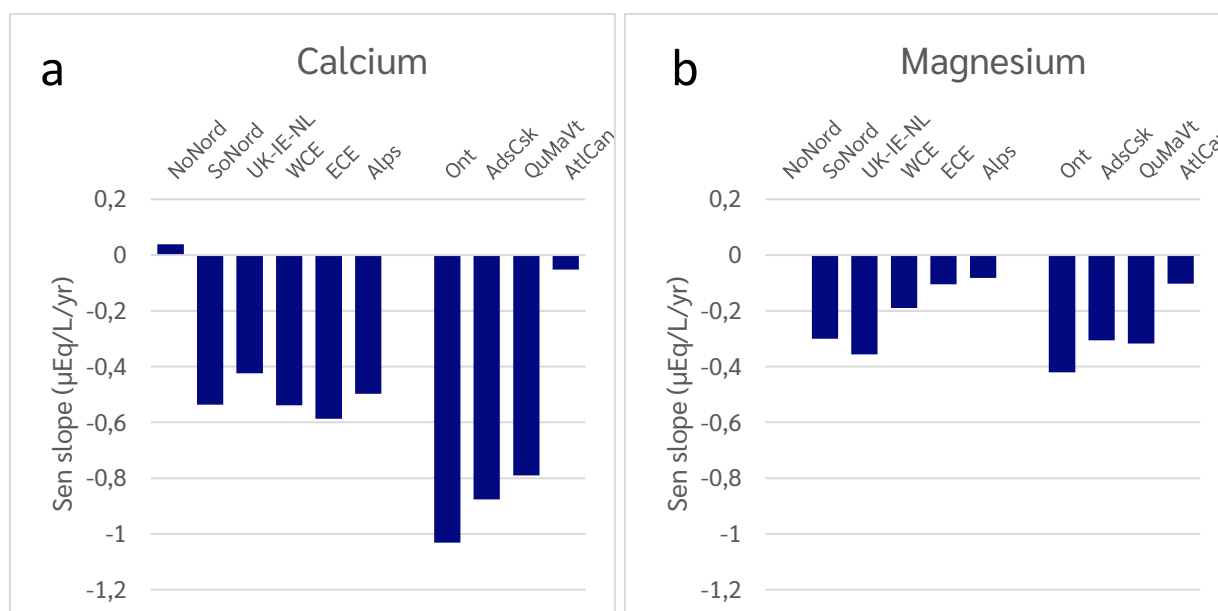 a
Calcium
NoNord
SoNord
UK-IE-NL
WCE
ECE
Alps
Ont
AdsCsk
QuMaVt
AtlCan
0,2
0
-0,2
-0,4
-0,6
-0,8
-1
-1,2
Sen slope (µEq/L/yr)
b
Magnesium
NoNord
SoNord
UK-IE-NL
WCE
ECE
Alps
Ont
AdsCsk
QuMaVt
AtlCa
0,2
0
-0,2
-0,4
-0,6
-0,8
-1
-1,2
Sen slope (µEq/L/yr)